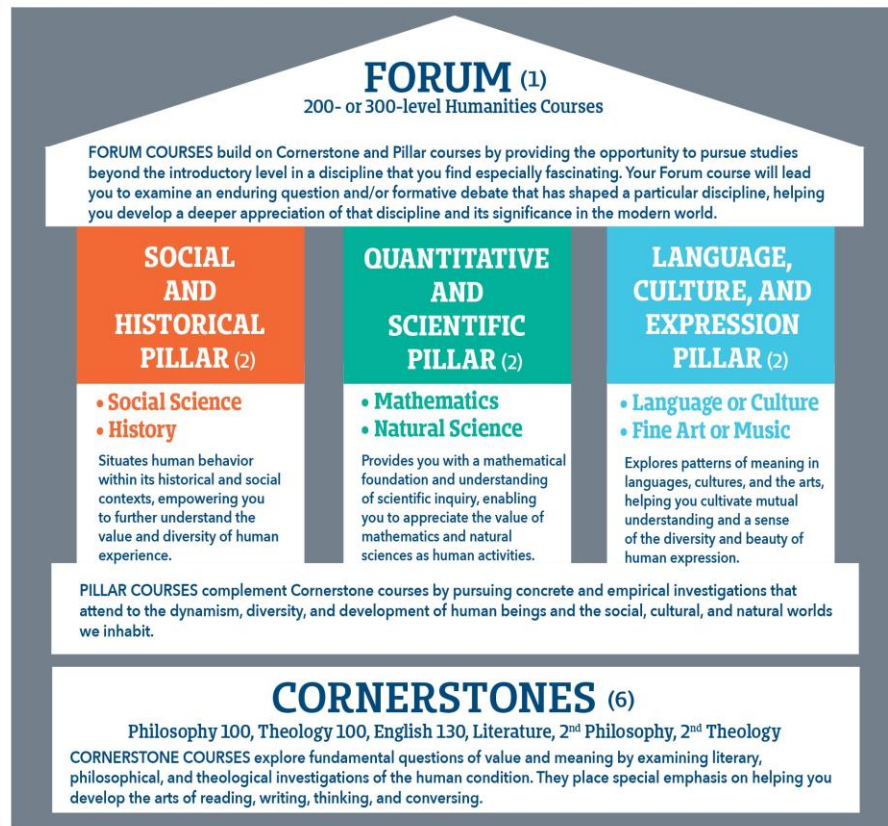 FORUM (1)
200- or 300-level Humanities Courses
FORUM COURSES build on Cornerstone and Pillar courses by providing the opportunity to pursue studies
beyond the introductory level in a discipline that you find especially fascinating. Your Forum course will lead
you to examine an enduring question and/or formative debate that has shaped a particular discipline, helping
you develop a deeper appreciation of that discipline and its significance in the modern world.
SOCIAL
AND
HISTORICAL
PILLAR (2)
• Social Science
• History
Situates human behavior
within its historical and social
contexts, empowering you
to further understand the
value and diversity of human
experience.
QUANTITATIVE
AND
SCIENTIFIC
PILLAR (2)
• Mathematics
• Natural Science
Provides you with a mathematical
foundation and understanding
of scientific inquiry, enabling
you to appreciate the value of
mathematics and natural
sciences as human activities.
LANGUAGE,
CULTURE, AND
EXPRESSION
PILLAR (2)
• Language or Culture
• Fine Art or Music
Explores patterns of meaning in
languages, cultures, and the arts,
helping you cultivate mutual
understanding and a sense
of the diversity and beauty of
human expression.
PILLAR COURSES complement Cornerstone courses by pursuing concrete and empirical investigations that
attend to the dynamism, diversity, and development of human beings and the social, cultural, and natural worlds
we inhabit.
CORNERSTONES (6)
Philosophy 100, Theology 100, English 130, Literature, 2nd Philosophy, 2nd Theology
CORNERSTONE COURSES explore fundamental questions of value and meaning by examining literary,
philosophical, and theological investigations of the human condition. They place special emphasis on helping you
develop the arts of reading, writing, thinking, and conversing.